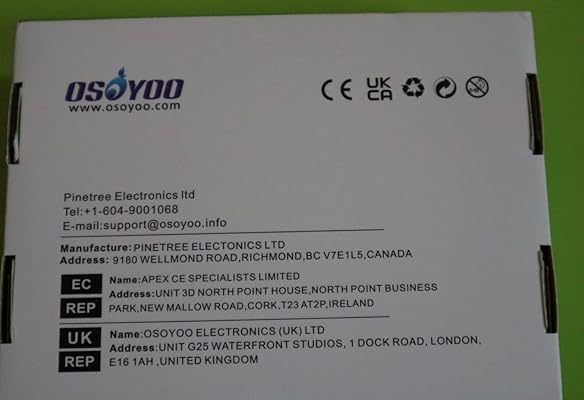 OSOYOO
www.osoyoo.com
CE UK CA
Pinetree Electronics ltd
Tel:+1-604-9001068
E-mail:support@osoyoo.info
Manufacture: PINETREE ELECTONICS LTD
Address: 9180 WELLMOND ROAD,RICHMOND,BC V7E1L5,CANADA
EC REP
Name:APEX CE SPECIALISTS LIMITED
Address:UNIT 3D NORTH POINT HOUSE,NORTH POINT BUSINESS
PARK,NEW MALLOW ROAD,CORK,T23 AT2P,IRELAND
UK REP
Name:OSOYOO ELECTRONICS (UK) LTD
Address:UNIT G25 WATERFRONT STUDIOS, 1 DOCK ROAD, LONDON,
E16 1AH ,UNITED KINGDOM